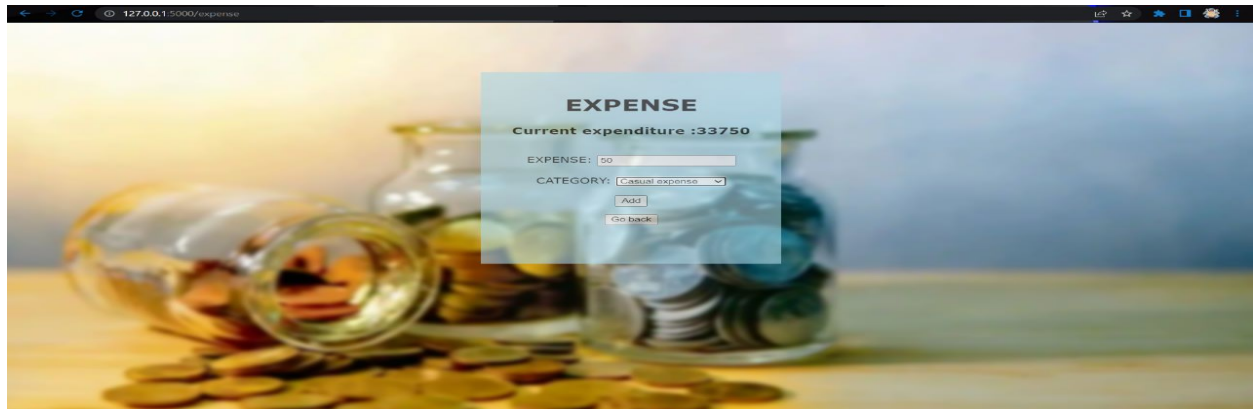 127.0.0.1:5000/expense
EXPENSE
Current expenditure :33750
EXPENSE: 50
CATEGORY: Casual expense
Add
Go back